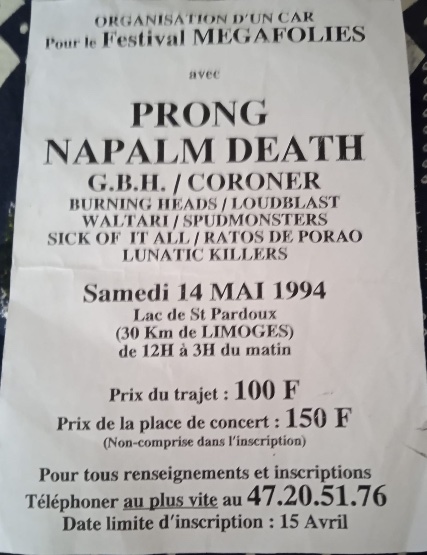 ORGANISATION D'UN CAR
Pour le Festival MEGAFOLIES
avec
PRONG
NAPALM DEATH
G.B.H. / CORONER
BURNING HEADS / LOUDBLAST
WALTARI / SPUDMONSTERS
SICK OF IT ALL / RATOS DE PORAO
LUNATIC KILLERS
Samedi 14 MAI 1994
Lac de St Pardoux
(30 Km de LIMOGES)
de 12H à 3H du matin
Prix du trajet : 100 F
Prix de la place de concert : 150 F
(Non-comprise dans l'inscription)
Pour tous renseignements et inscriptions
Téléphoner au plus vite au 47.20.51.76
Date limite d'inscription : 15 Avril